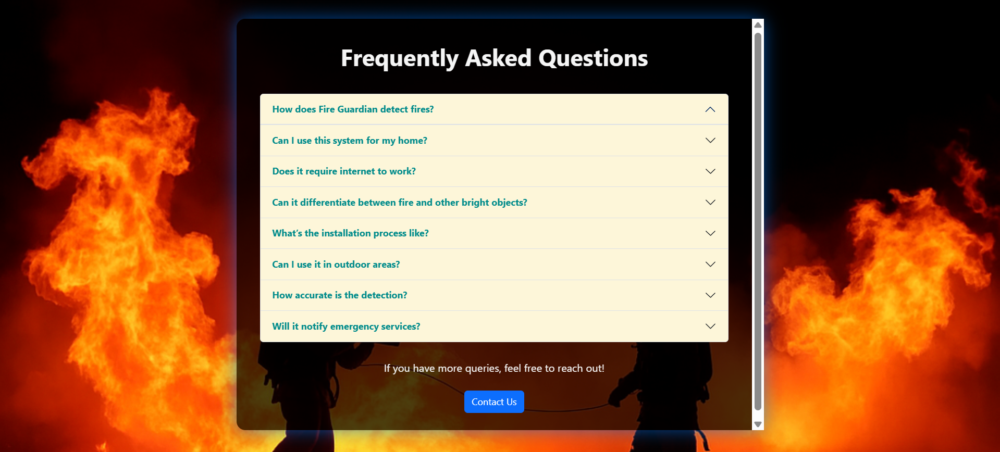 Frequently Asked Questions
How does Fire Guardian detect fires?
Can I use this system for my home?
Does it require internet to work?
Can it differentiate between fire and other bright objects?
What's the installation process like?
Can I use it in outdoor areas?
How accurate is the detection?
Will it notify emergency services?
If you have more queries, feel free to reach out!
Contact Us